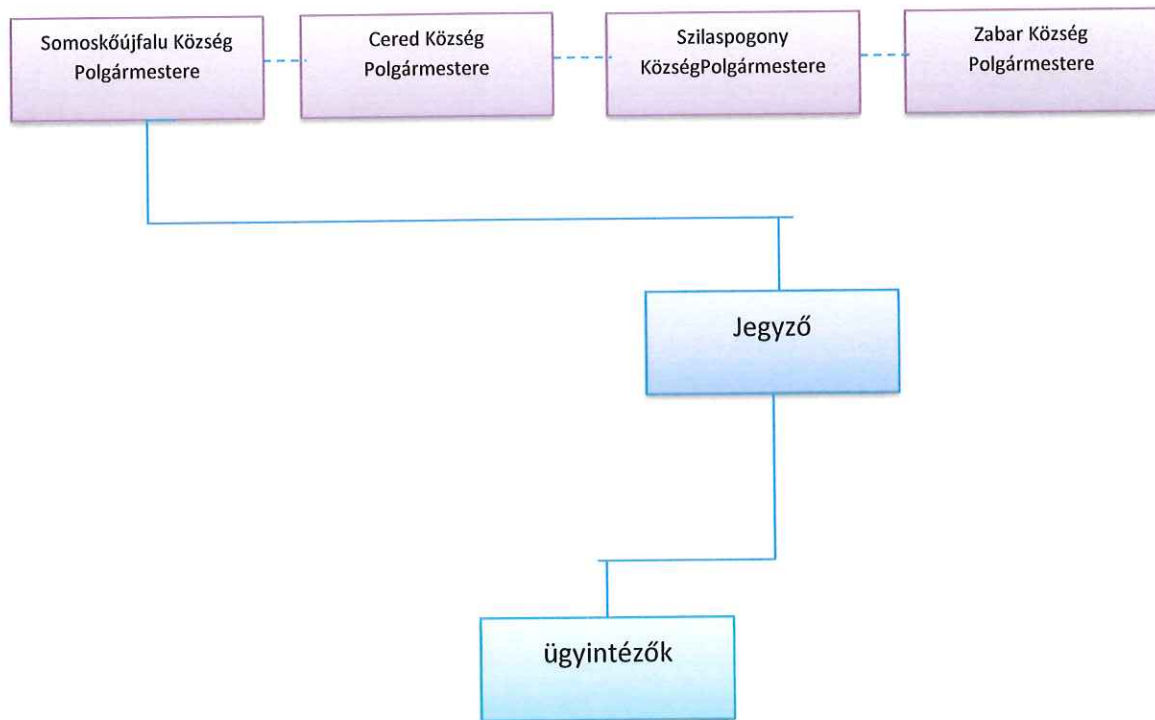 Somoskőújfalu Község
Polgármestere
Cered Község
Polgármestere
Szilaspogony
KözségPolgármestere
Zabar Község
Polgármestere
Jegyző
ügyintézők